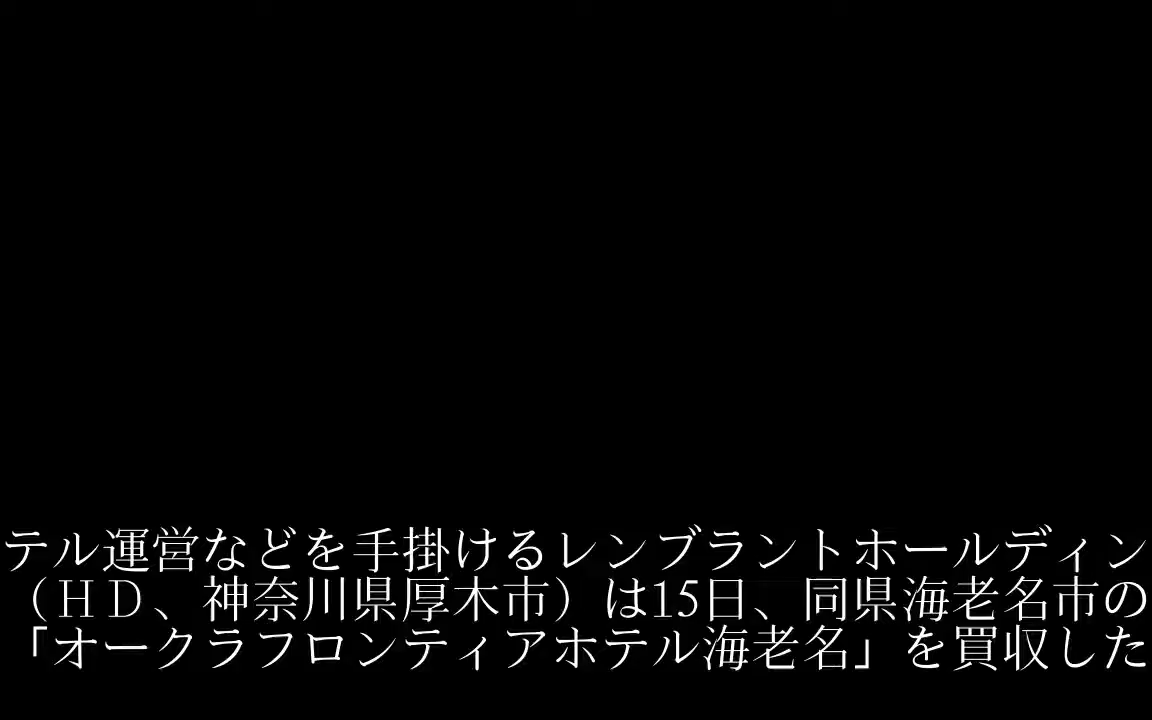 テル運営などを手掛けるレンブラントホールディン
（ＨＤ、神奈川県厚木市）は15日、同県海老名市の
「オークラフロンティアホテル海老名」を買収した